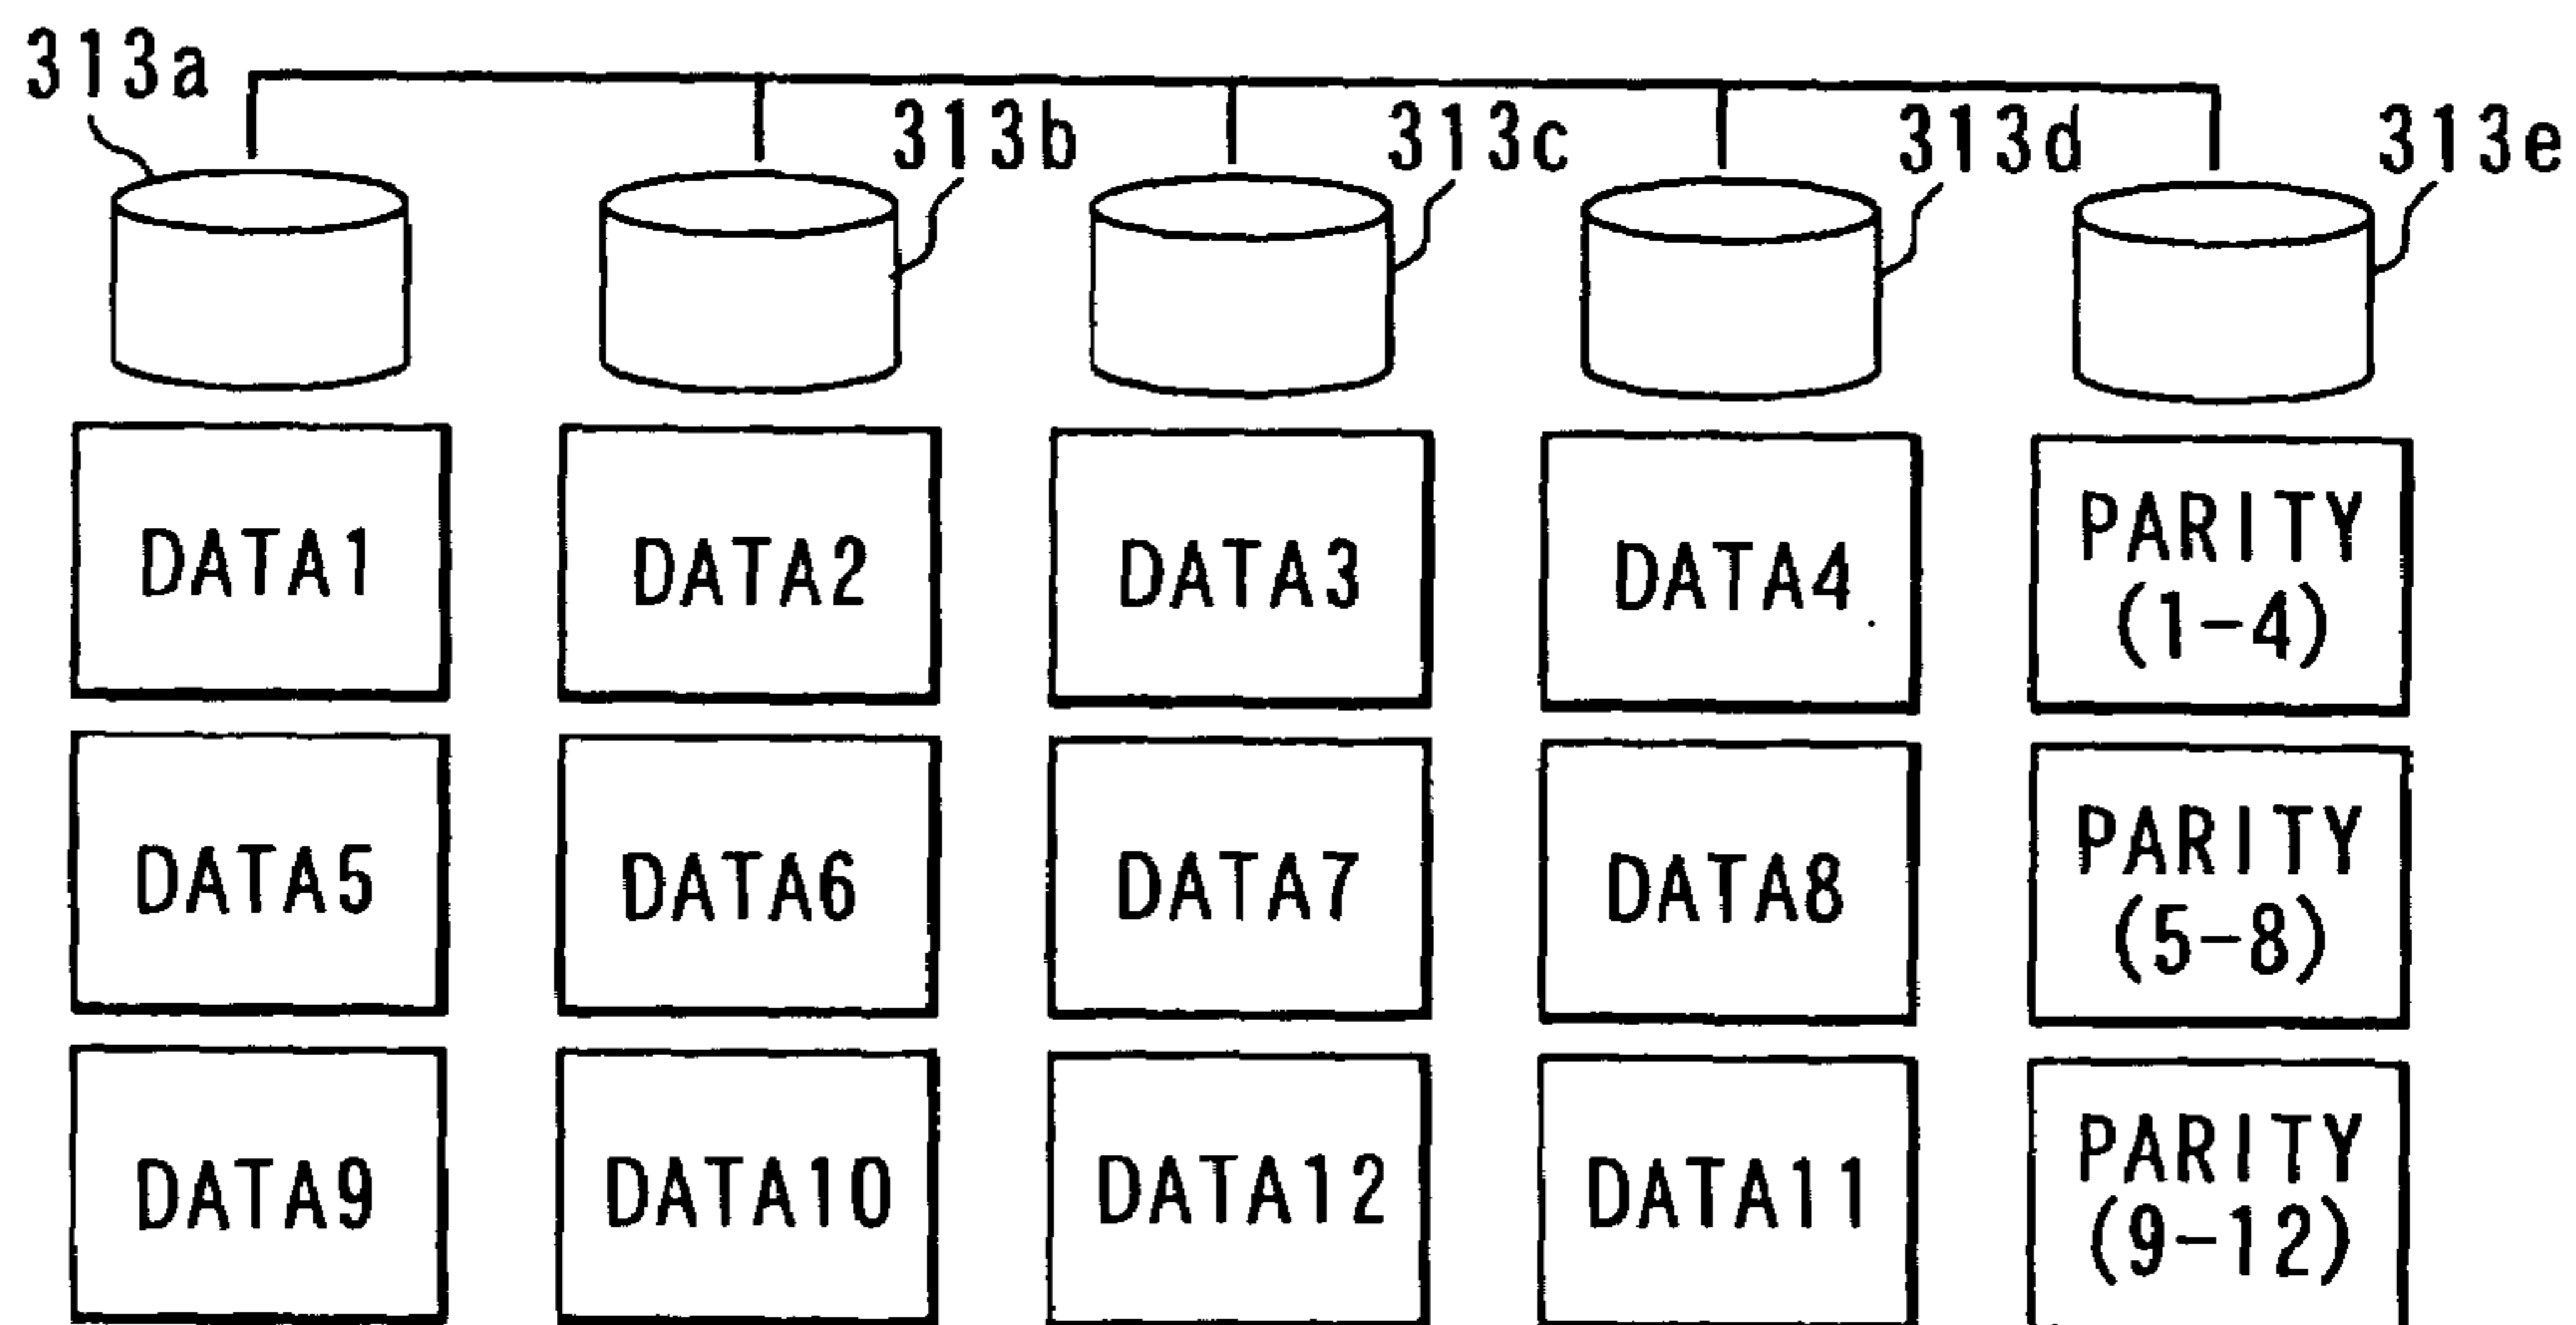 313a
313b
313c
313d
313e
DATA1
DATA2
DATA3
DATA4
PARITY
(1-4)
DATA5
DATA6
DATA7
DATA8
PARITY
(5-8)
DATA9
DATA10
DATA12
DATA11
PARITY
(9-12)